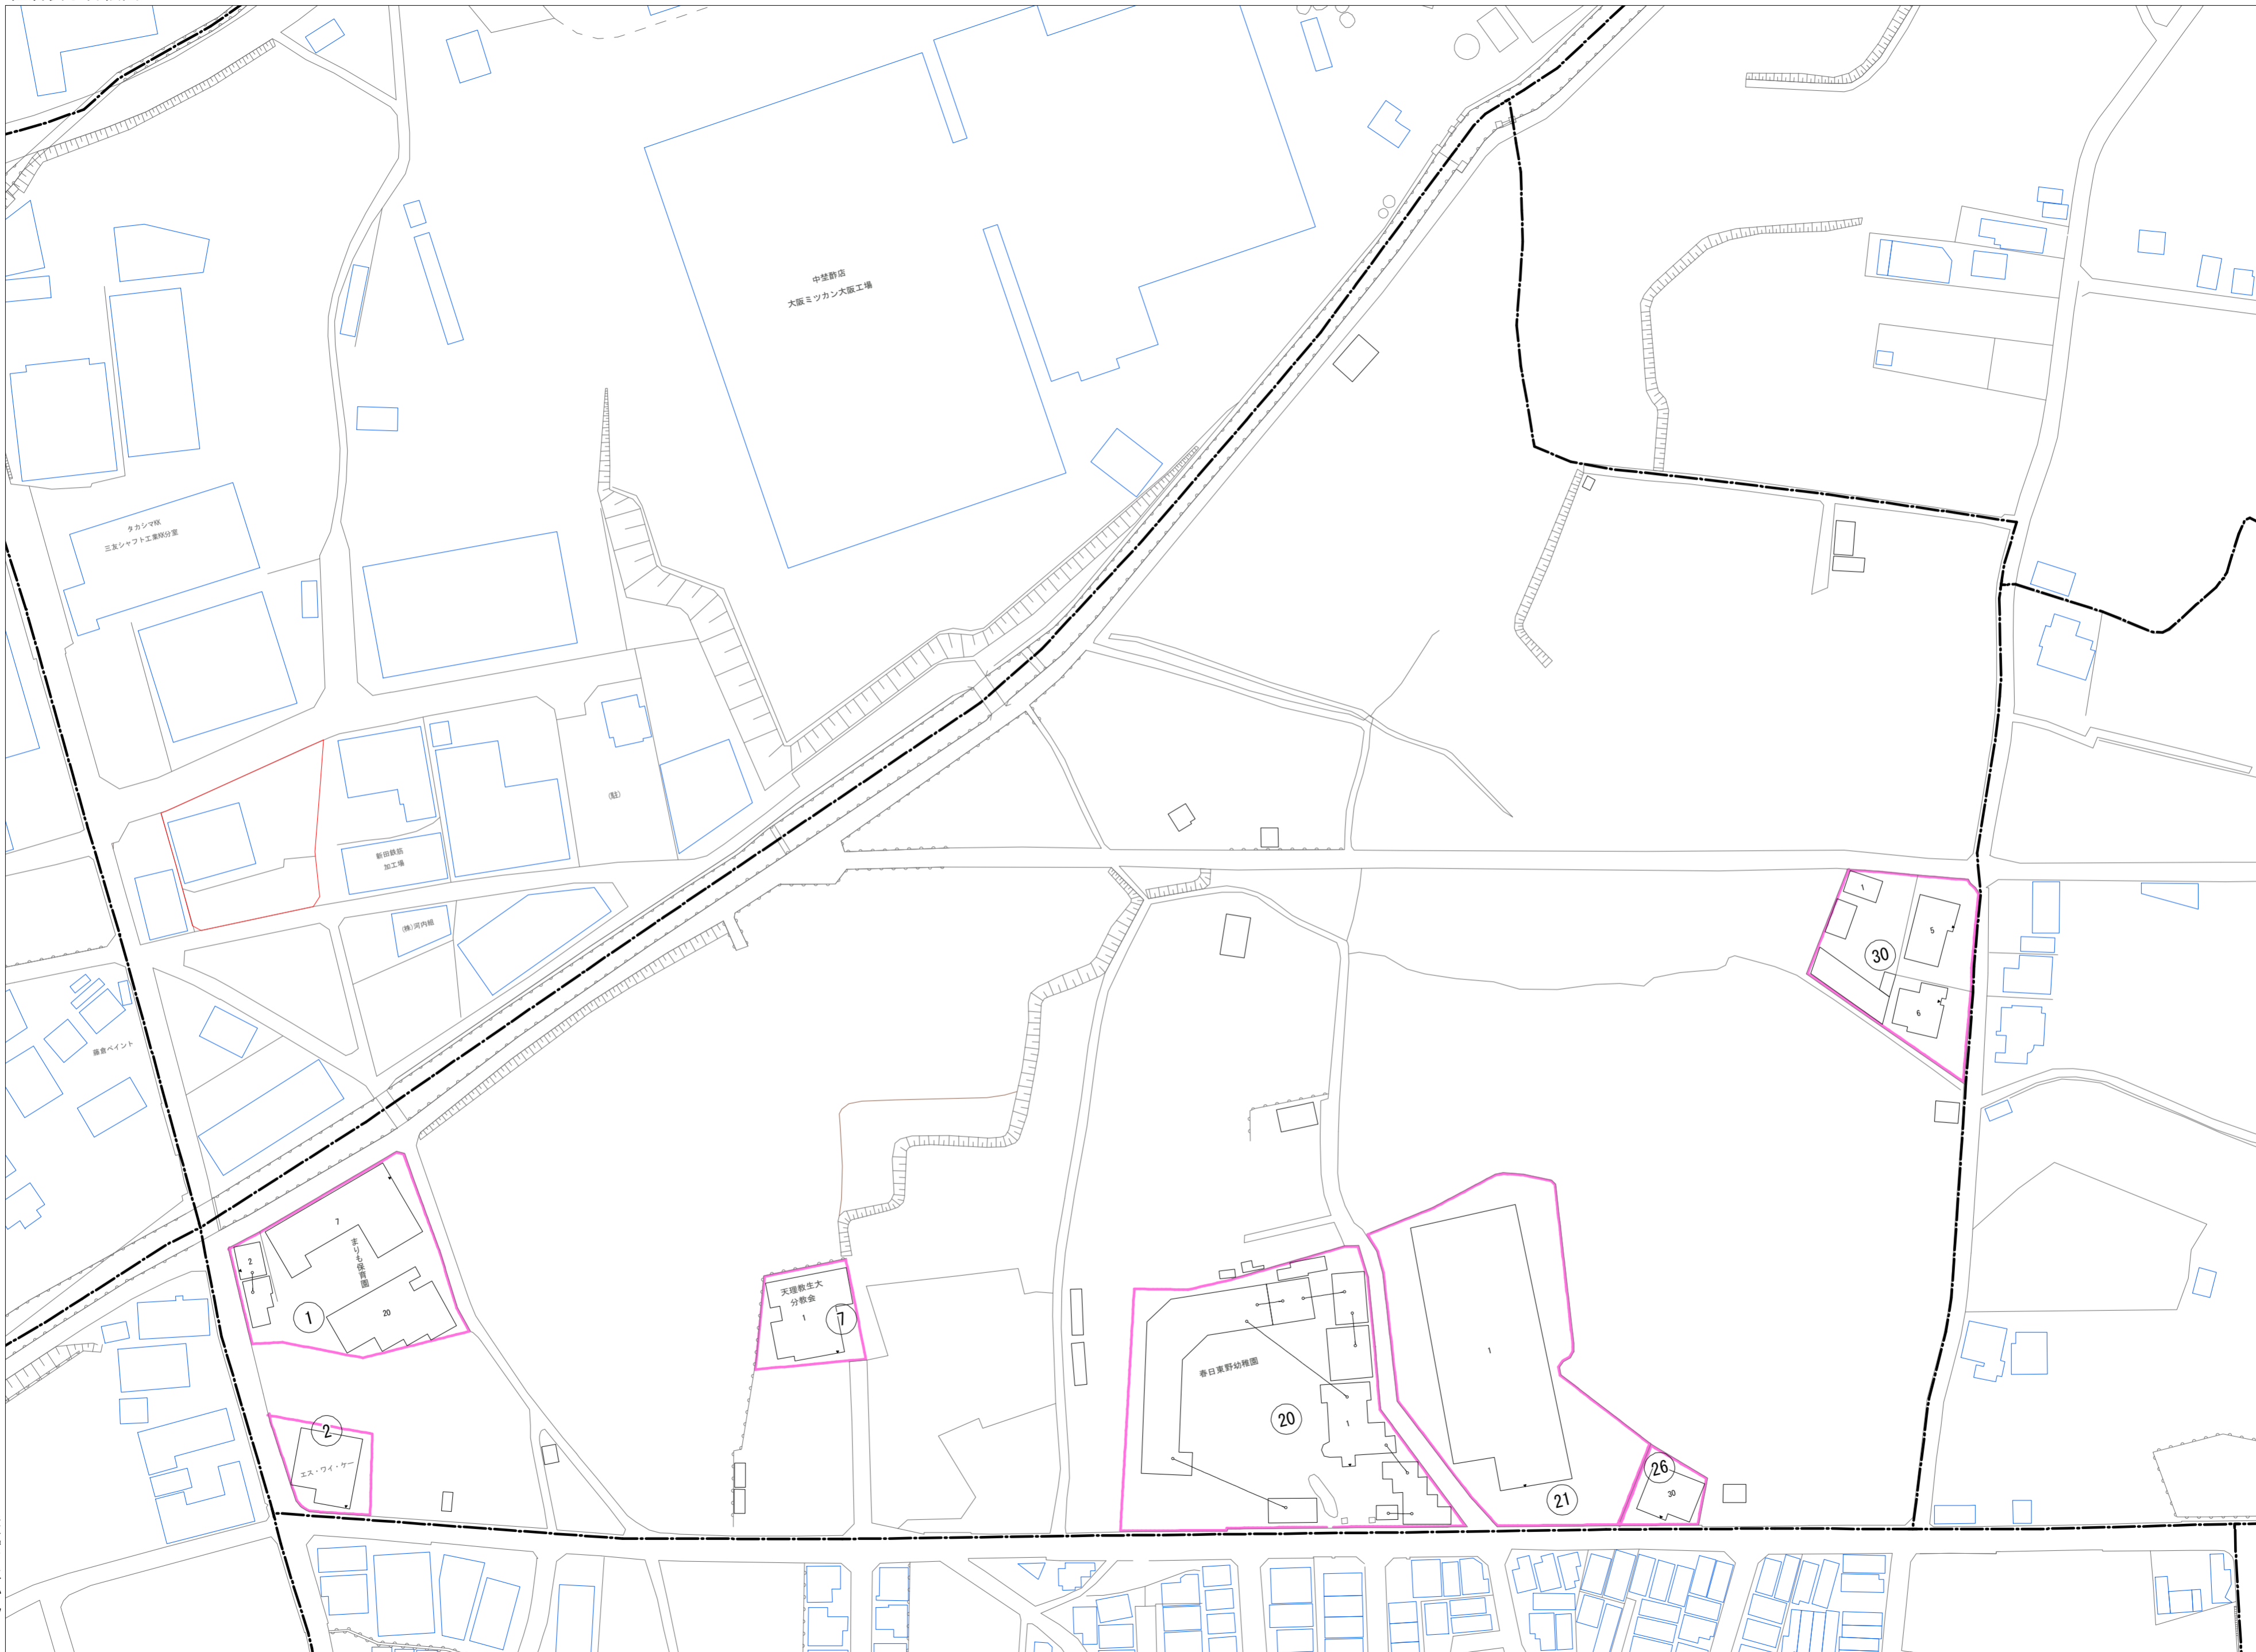 中埜酢店
大阪ミツカン大阪工場
タカシマKK
三友シャフト工業KK分室
(駐)
新田鉄筋
加工場
(株)河内組
藤倉ペイント
1
5
30
6
7
まりも保育園
2
1
20
天理教生大
分教会
1
7
春日東野幼稚園
20
1
1
21
2
エス・ワイ・ケー
26
30